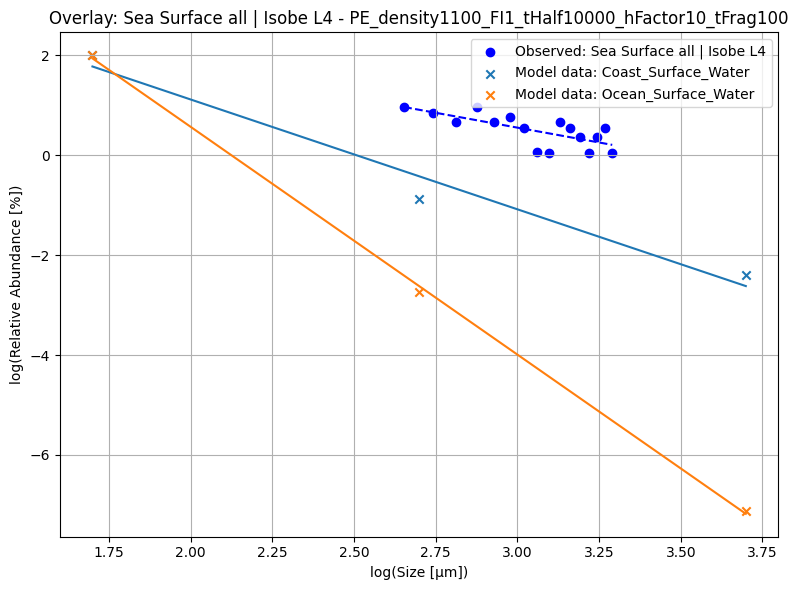 Overlay: Sea Surface all | Isobe L4 - PE_density1100_FI1_tHalf10000_hFactor10_tFrag100
Observed: Sea Surface all | Isobe L4
Model data: Coast_Surface_Water
Model data: Ocean_Surface_Water
log(Relative Abundance [%])
2
0
−2
−4
−6
1.75 2.00 2.25 2.50 2.75 3.00 3.25 3.50 3.75
log(Size [µm])